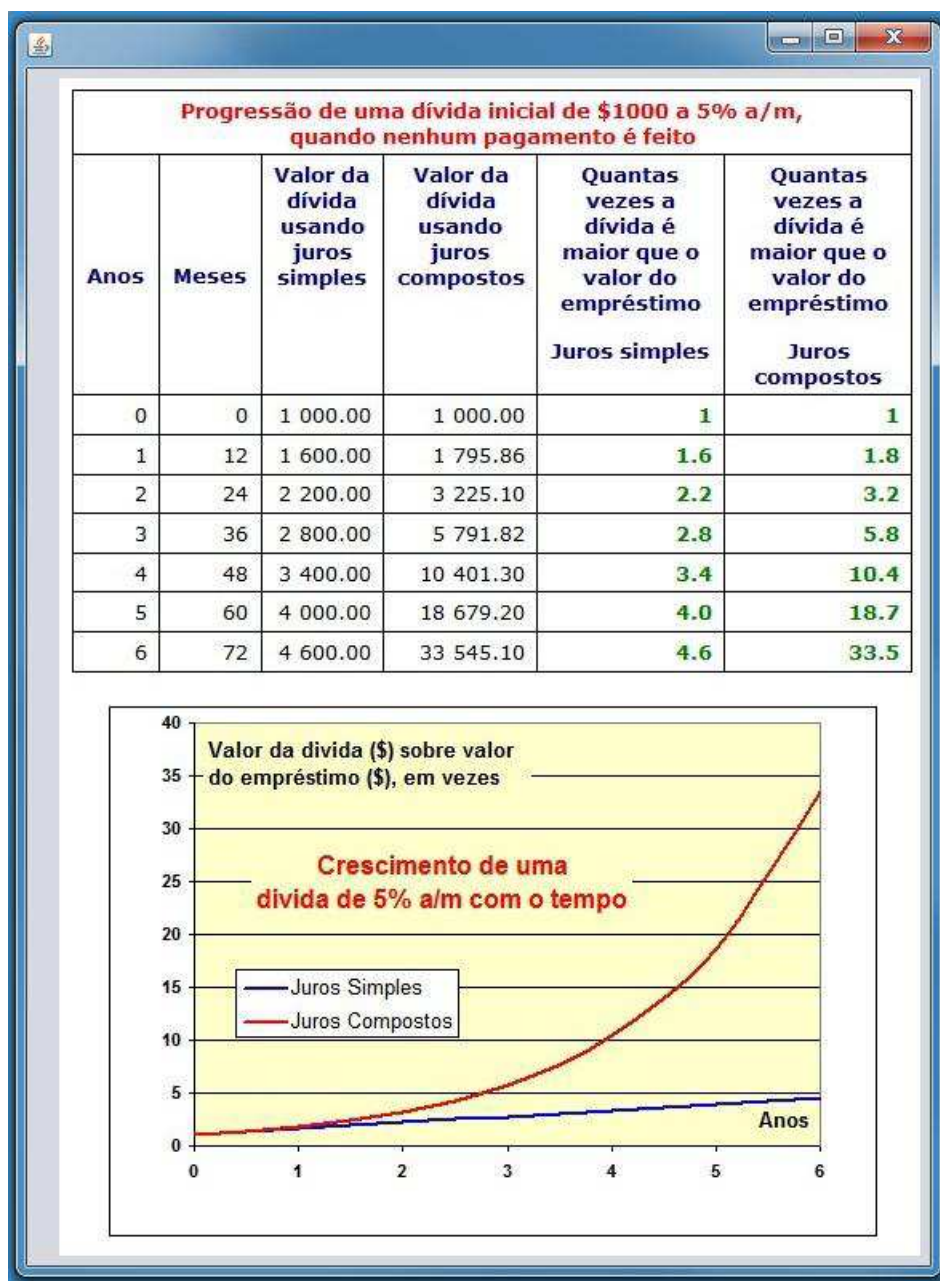 Progressão de uma dívida inicial de $1000 a 5% a/m,
quando nenhum pagamento é feito
Anos
Meses
Valor da
dívida
usando
juros
simples
Valor da
dívida
usando
juros
compostos
Quantas
vezes a
dívida é
maior que o
valor do
empréstimo
Juros simples
Quantas
vezes a
dívida é
maior que o
valor do
empréstimo
Juros
compostos
0 0 1 000.00 1 000.00 1 1
1 12 1 600.00 1 795.86 1.6 1.8
2 24 2 200.00 3 225.10 2.2 3.2
3 36 2 800.00 5 791.82 2.8 5.8
4 48 3 400.00 10 401.30 3.4 10.4
5 60 4 000.00 18 679.20 4.0 18.7
6 72 4 600.00 33 545.10 4.6 33.5
Valor da divida ($) sobre valor
do empréstimo ($), em vezes
Crescimento de uma
divida de 5% a/m com o tempo
Juros Simples
Juros Compostos
Anos
40
35
30
25
20
15
10
5
0
0 1 2 3 4 5 6